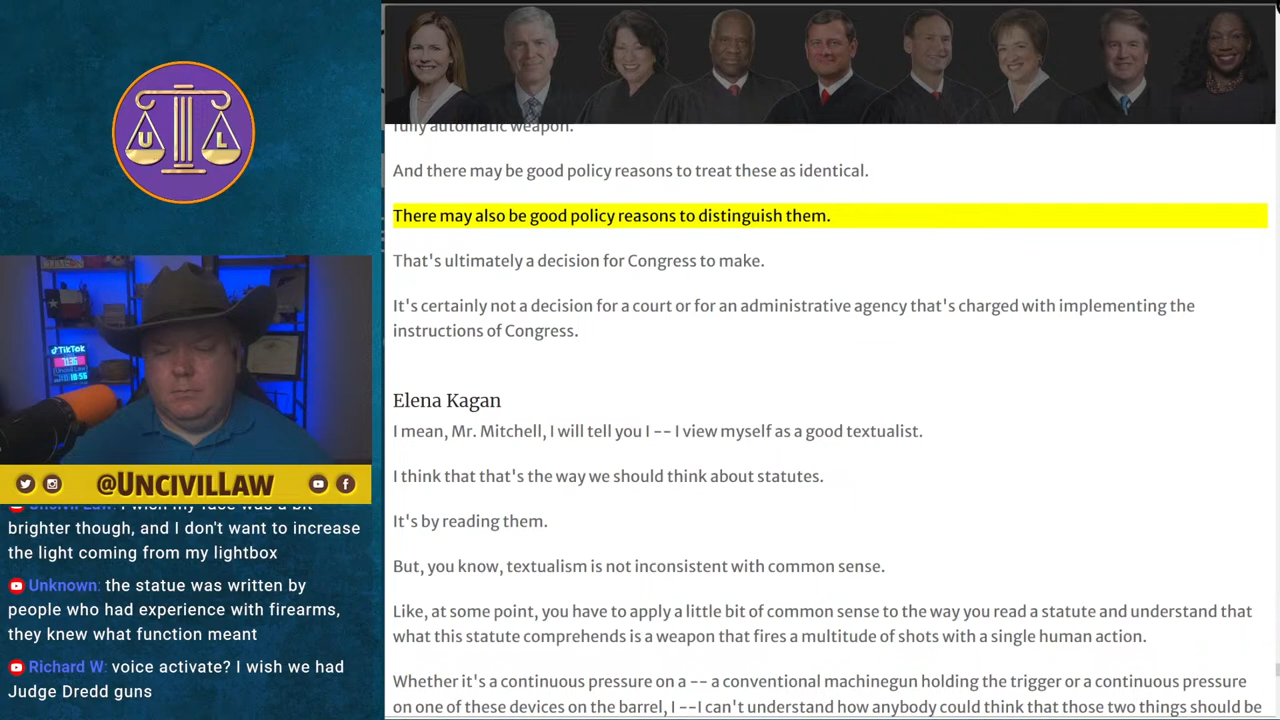 U L
TikTok
@UNCIVILLAW
brighter though, and I don't want to increase
the light coming from my lightbox
Unknown: the statue was written by
people who had experience with firearms,
they knew what function meant
Richard W: voice activate? I wish we had
Judge Dredd guns
fully automatic weapon.
And there may be good policy reasons to treat these as identical.
There may also be good policy reasons to distinguish them.
That's ultimately a decision for Congress to make.
It's certainly not a decision for a court or for an administrative agency that's charged with implementing the
instructions of Congress.
Elena Kagan
I mean, Mr. Mitchell, I will tell you I -- I view myself as a good textualist.
I think that that's the way we should think about statutes.
It's by reading them.
But, you know, textualism is not inconsistent with common sense.
Like, at some point, you have to apply a little bit of common sense to the way you read a statute and understand that
what this statute comprehends is a weapon that fires a multitude of shots with a single human action.
Whether it's a continuous pressure on a -- a conventional machinegun holding the trigger or a continuous pressure
on one of these devices on the barrel, I --I can't understand how anybody could think that those two things should be